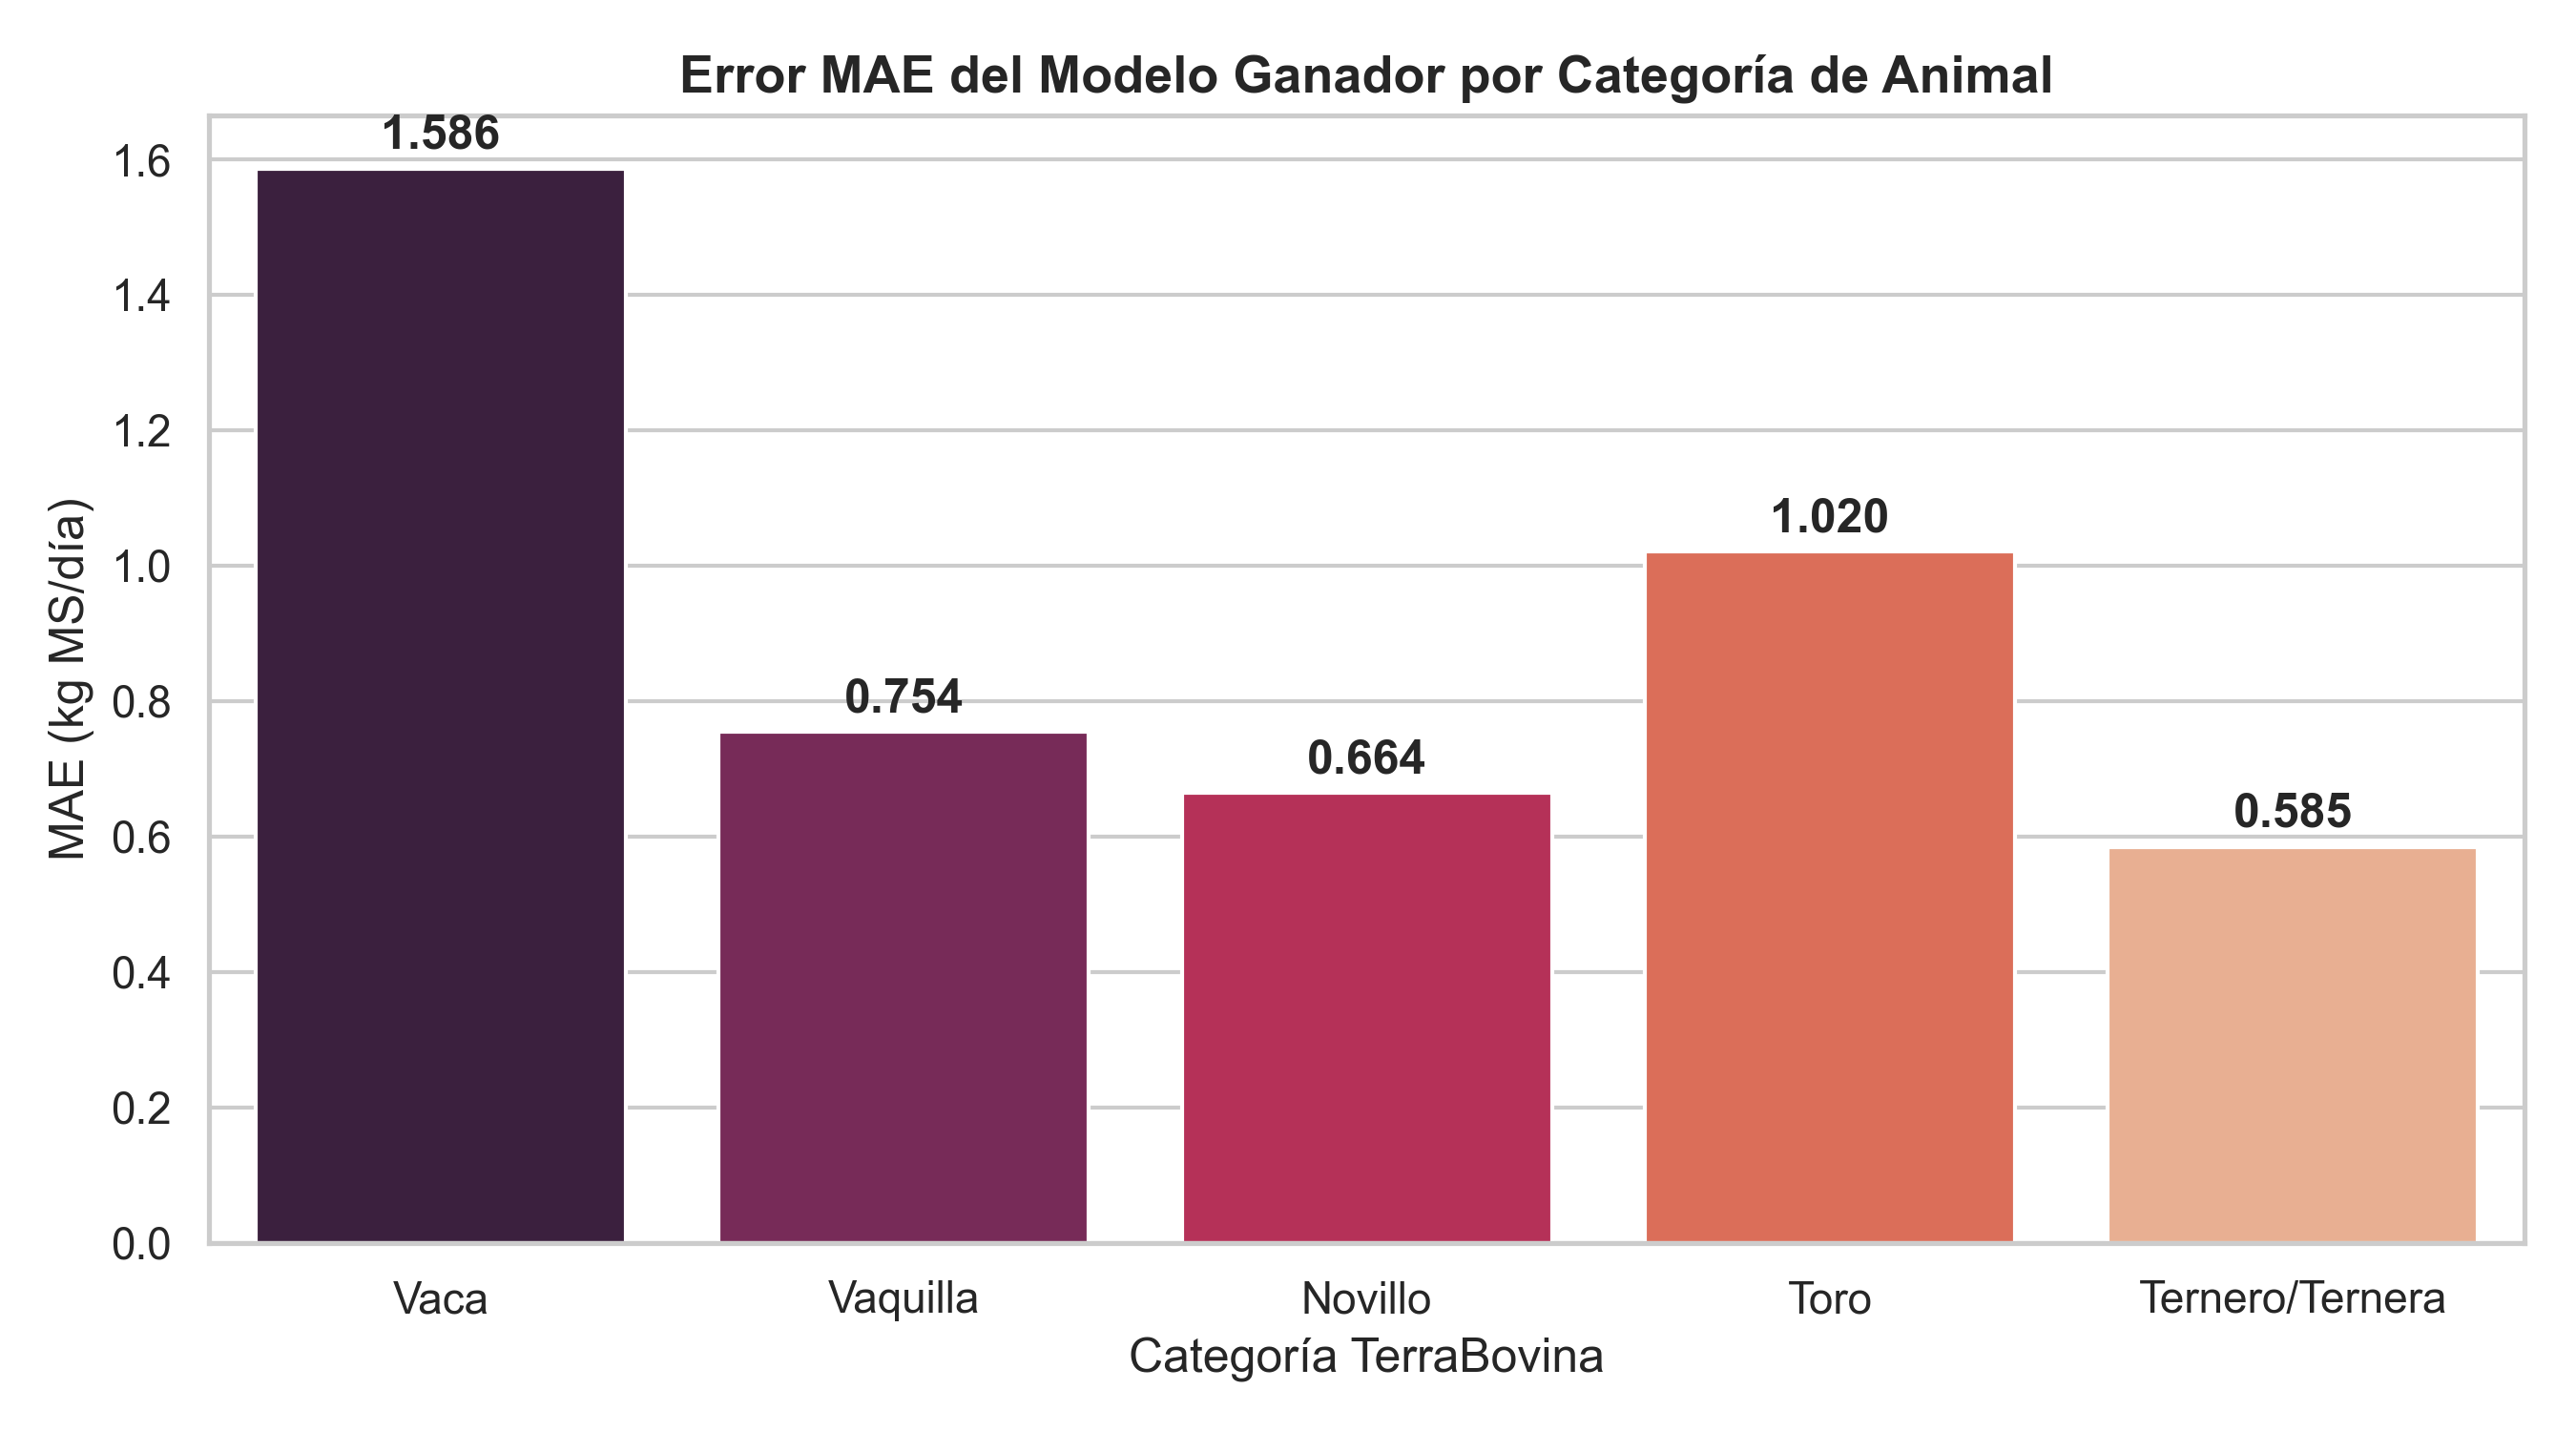 Error MAE del Modelo Ganador por Categoría de Animal
MAE (kg MS/día)
1.6
1.4
1.2
1.0
0.8
0.6
0.4
0.2
0.0
1.586
0.754
0.664
1.020
0.585
Vaca
Vaquilla
Novillo
Toro
Ternero/Ternera
Categoría TerraBovina